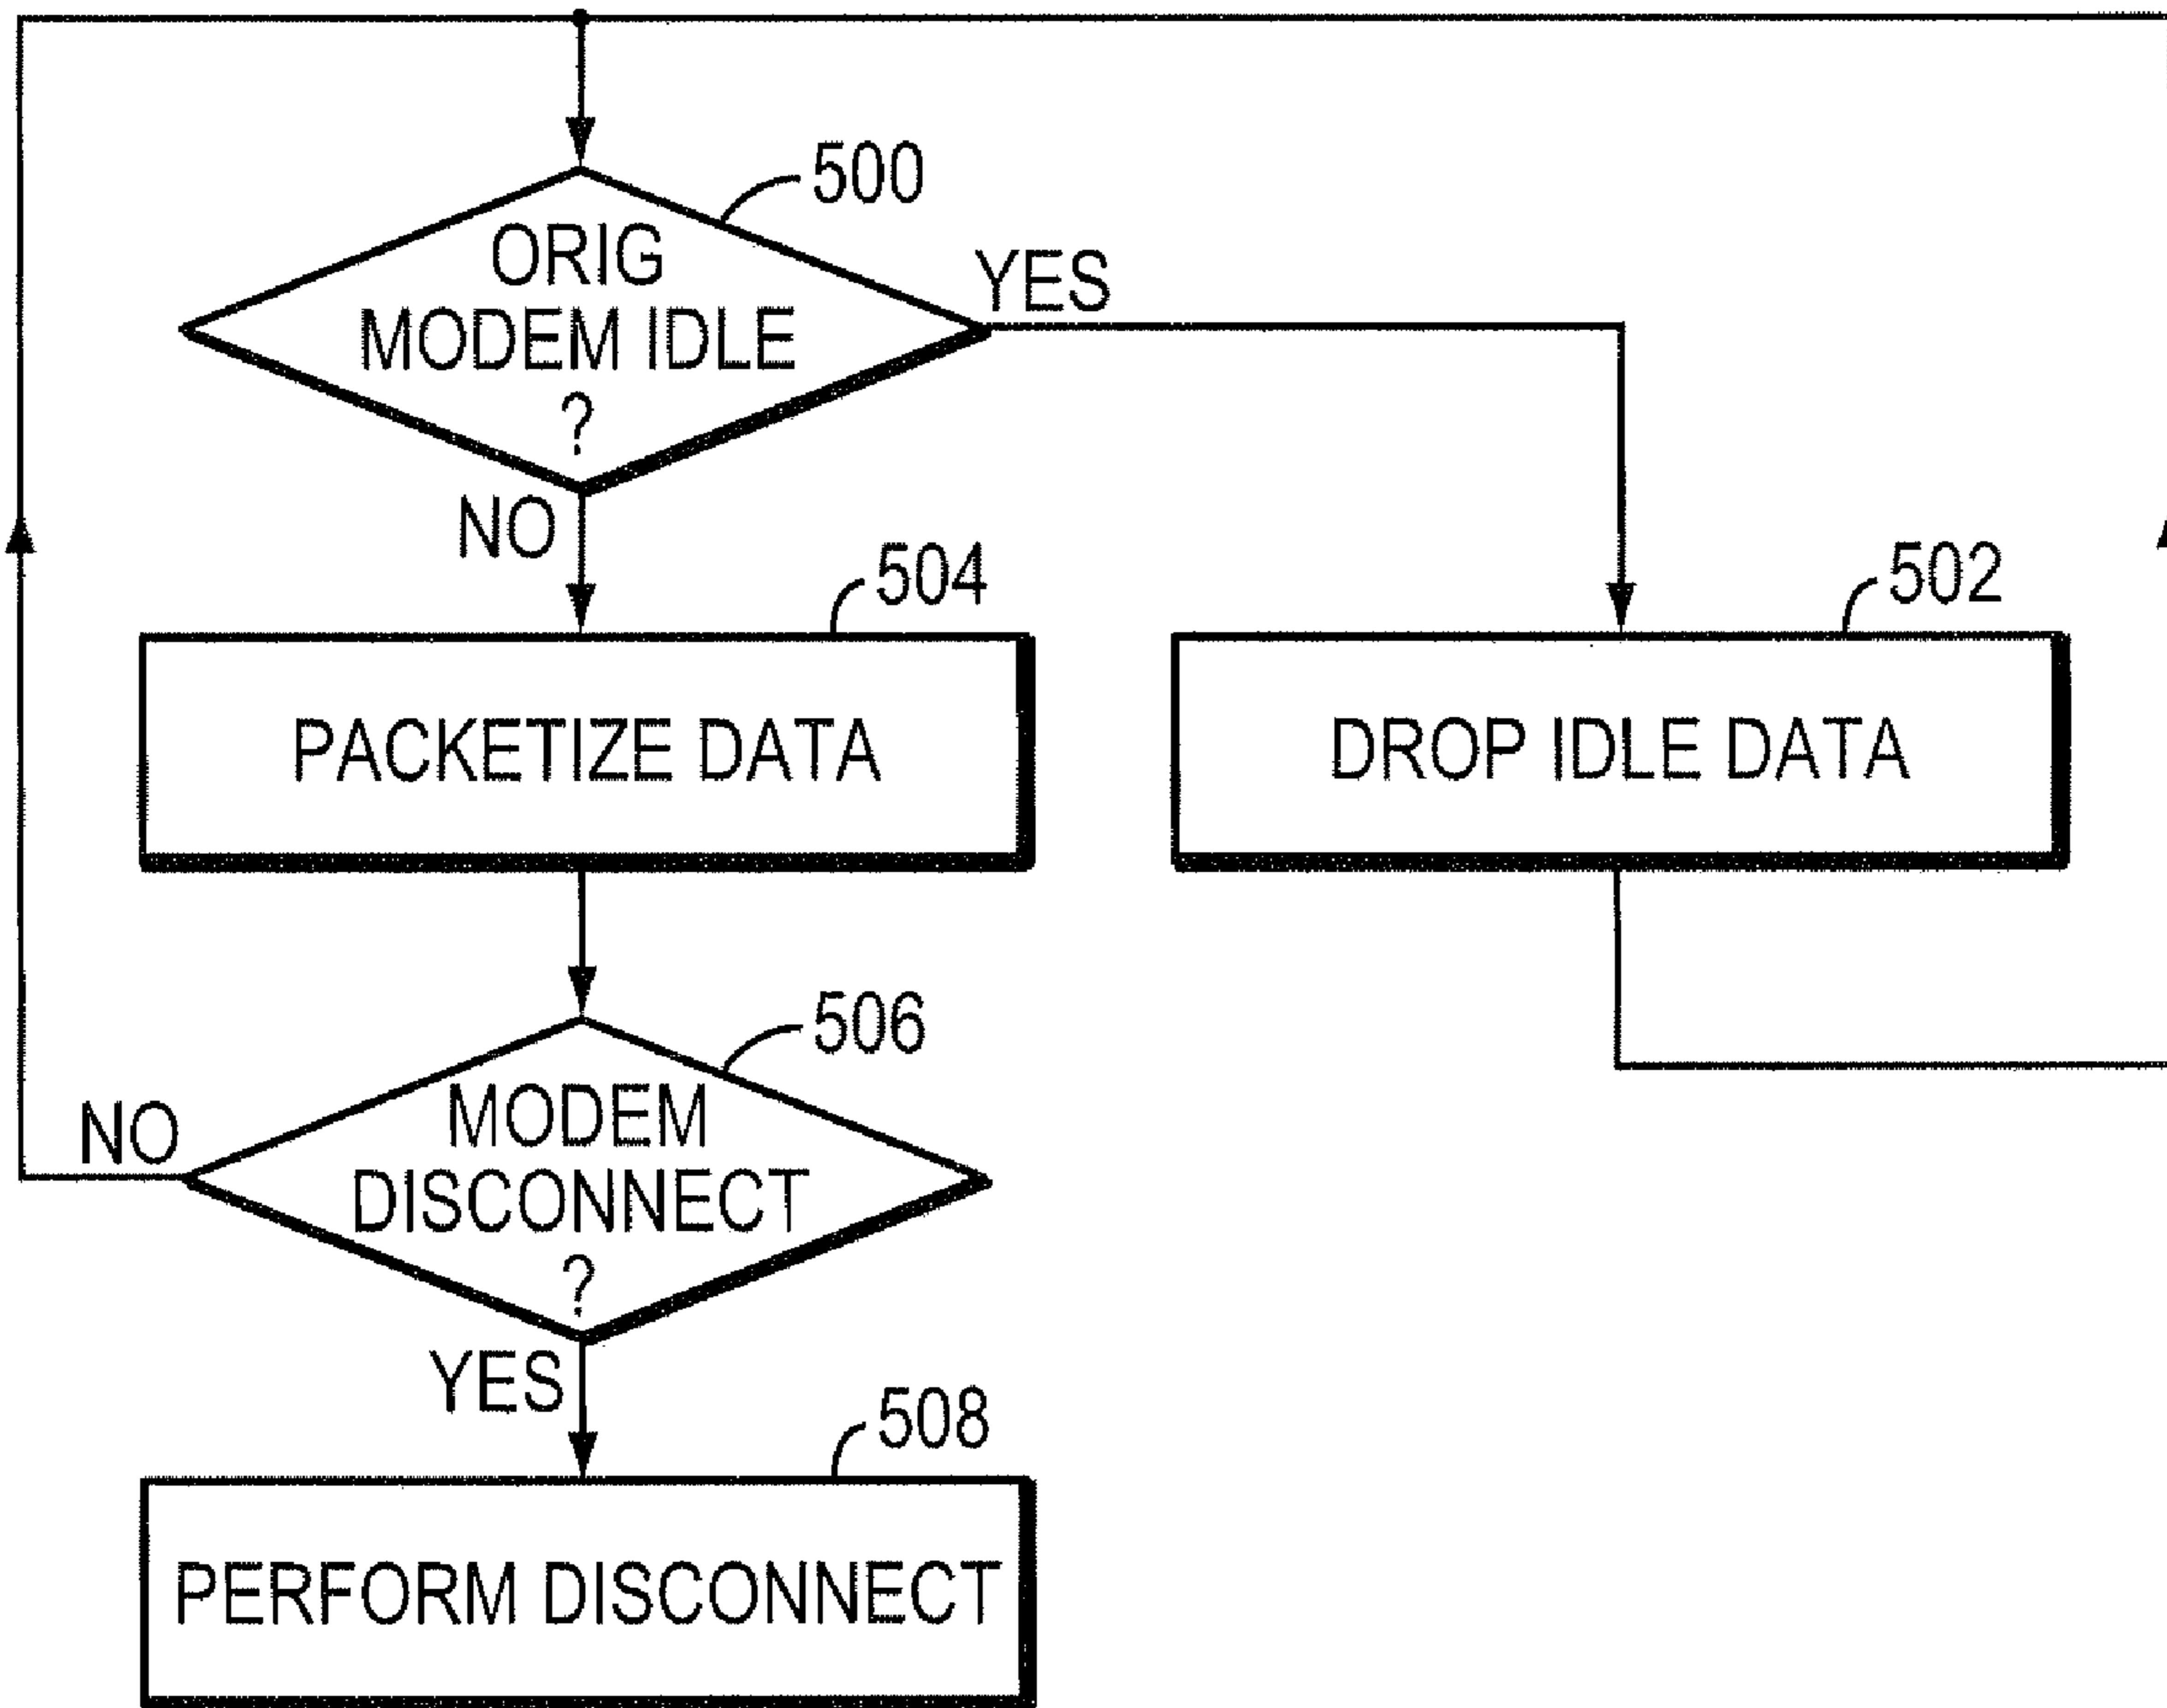 500
ORIG
MODEM IDLE
?
YES
NO
504
PACKETIZE DATA
502
DROP IDLE DATA
506
MODEM
DISCONNECT
?
NO
YES
508
PERFORM DISCONNECT